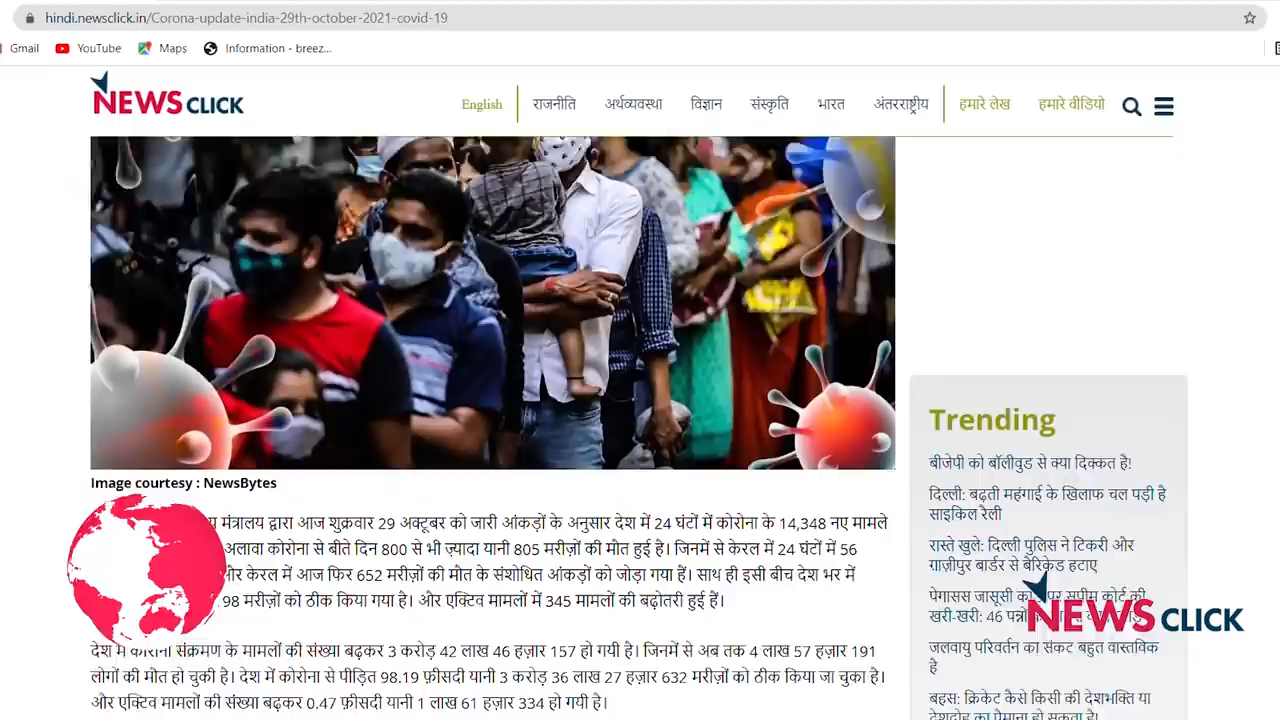 hindi.newsclick.in/Corona-update-india-29th-october-2021-covid-19
Gmail YouTube Maps Information - breez...
NEWSCLICK
English राजनीति अर्थव्यवस्था विज्ञान संस्कृति भारत अंतरराष्ट्रीय हमारे लेख हमारे वीडियो
Image courtesy : NewsBytes
मंत्रालय द्वारा आज शुक्रवार 29 अक्टूबर को जारी आंकड़ों के अनुसार देश में 24 घंटों में कोरोना के 14,348 नए मामले
अलावा कोरोना से बीते दिन 800 से भी ज़्यादा यानी 805 मरीज़ों की मौत हुई है। जिनमें से केरल में 24 घंटों में 56
और केरल में आज फिर 652 मरीज़ों की मौत के संशोधित आंकड़ों को जोड़ा गया हैं। साथ ही इसी बीच देश भर में
98 मरीज़ों को ठीक किया गया है। और एक्टिव मामलों में 345 मामलों की बढ़ोतरी हुई हैं।
देश में कोरोना संक्रमण के मामलों की संख्या बढ़कर 3 करोड़ 42 लाख 46 हज़ार 157 हो गयी है। जिनमें से अब तक 4 लाख 57 हज़ार 191
लोगों की मौत हो चुकी है। देश में कोरोना से पीड़ित 98.19 फ़ीसदी यानी 3 करोड़ 36 लाख 27 हज़ार 632 मरीज़ों को ठीक किया जा चुका है।
और एक्टिव मामलों की संख्या बढ़कर 0.47 फ़ीसदी यानी 1 लाख 61 हज़ार 334 हो गयी है।
Trending
बीजेपी को बॉलीवुड से क्या दिक्कत है!
दिल्ली: बढ़ती महंगाई के खिलाफ चल पड़ी है
साइकिल रैली
रास्ते खुले: दिल्ली पुलिस ने टिकरी और
गाज़ीपुर बार्डर से बैरिकेड हटाए
पेगासस जासूसी सुप्रीम कोर्ट की
खरी-खरी: 46 पन्नों
NEWSCLICK
जलवायु परिवर्तन का संकट बहुत वास्तविक
है
बहस: क्रिकेट कैसे किसी की देशभक्ति या
देशद्रोह का पैमाना हो सकता है!